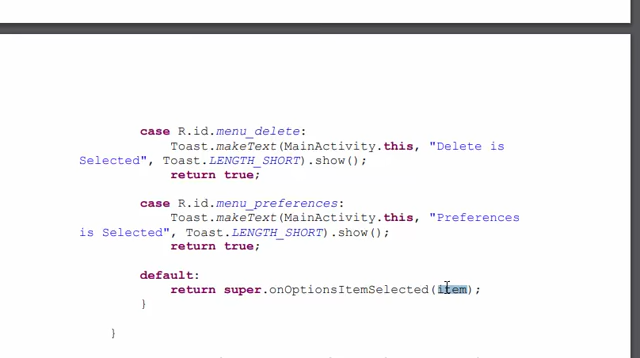 case R.id.menu_delete:
Toast.makeText(MainActivity.this, "Delete is
Selected", Toast.LENGTH_SHORT).show();
return true;
case R.id.menu_preferences:
Toast.makeText(MainActivity.this, "Preferences
is Selected", Toast.LENGTH_SHORT).show();
return true;
default:
return super.onOptionsItemSelected(item);
}
}